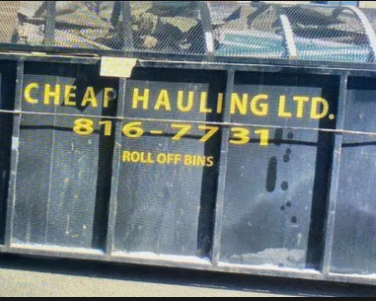 CHEAP HAULING LTD.
816-7731
ROLL OFF BINS